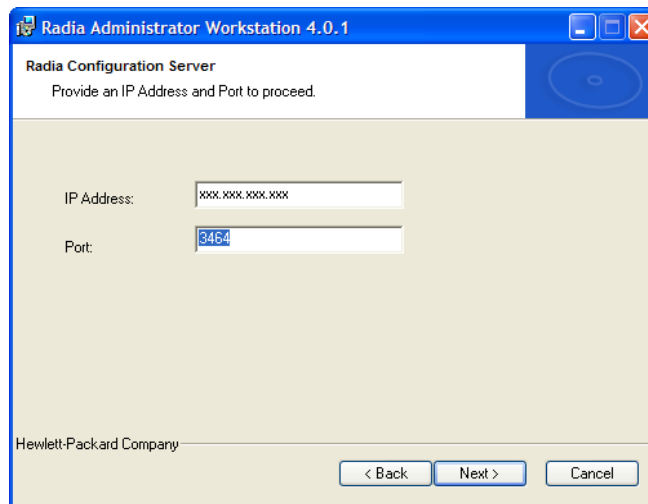 Radia Administrator Workstation 4.0.1
Radia Configuration Server
Provide an IP Address and Port to proceed.
IP Address: xxx.xxx.xxx.xxx
Port: 3464
Hewlett-Packard Company
< Back Next > Cancel